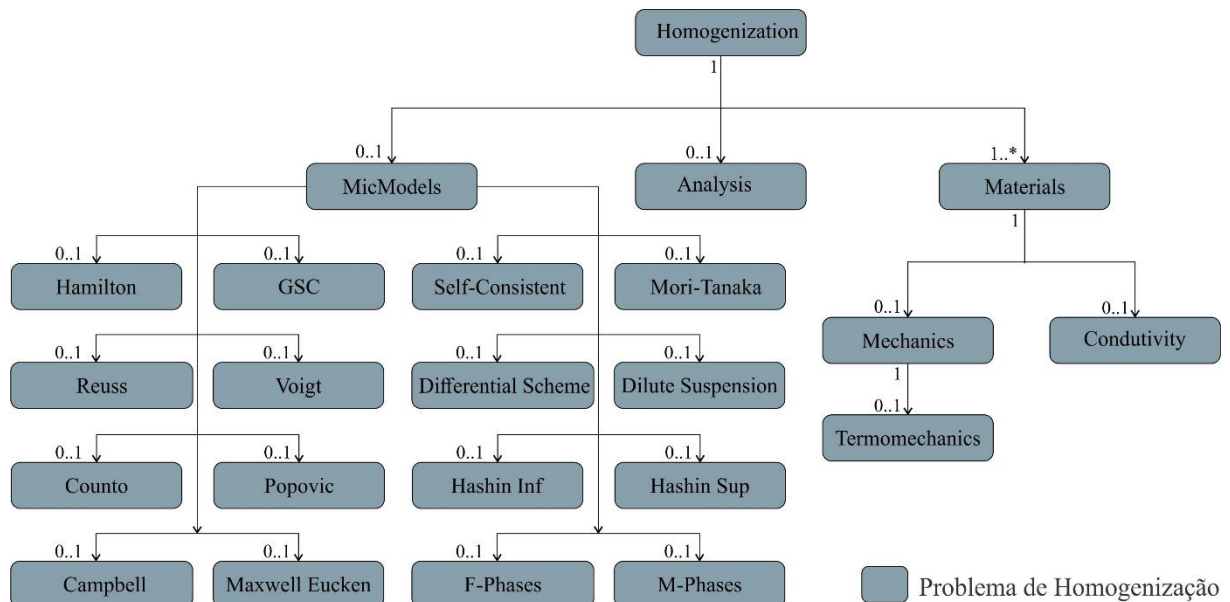 Homogenization
1
0..1 0..1 1..*
MicModels Analysis Materials
1
0..1 0..1 0..1 0..1
Hamilton GSC Self-Consistent Mori-Tanaka
0..1 0..1
Mechanics Condutivity
0..1 0..1 0..1 0..1
Reuss Voigt Differential Scheme Dilute Suspension
1
0..1
Termomechanics
0..1 0..1 0..1 0..1
Counto Popovic Hashin Inf Hashin Sup
0..1 0..1 0..1 0..1
Campbell Maxwell Eucken F-Phases M-Phases
Problema de Homogenização